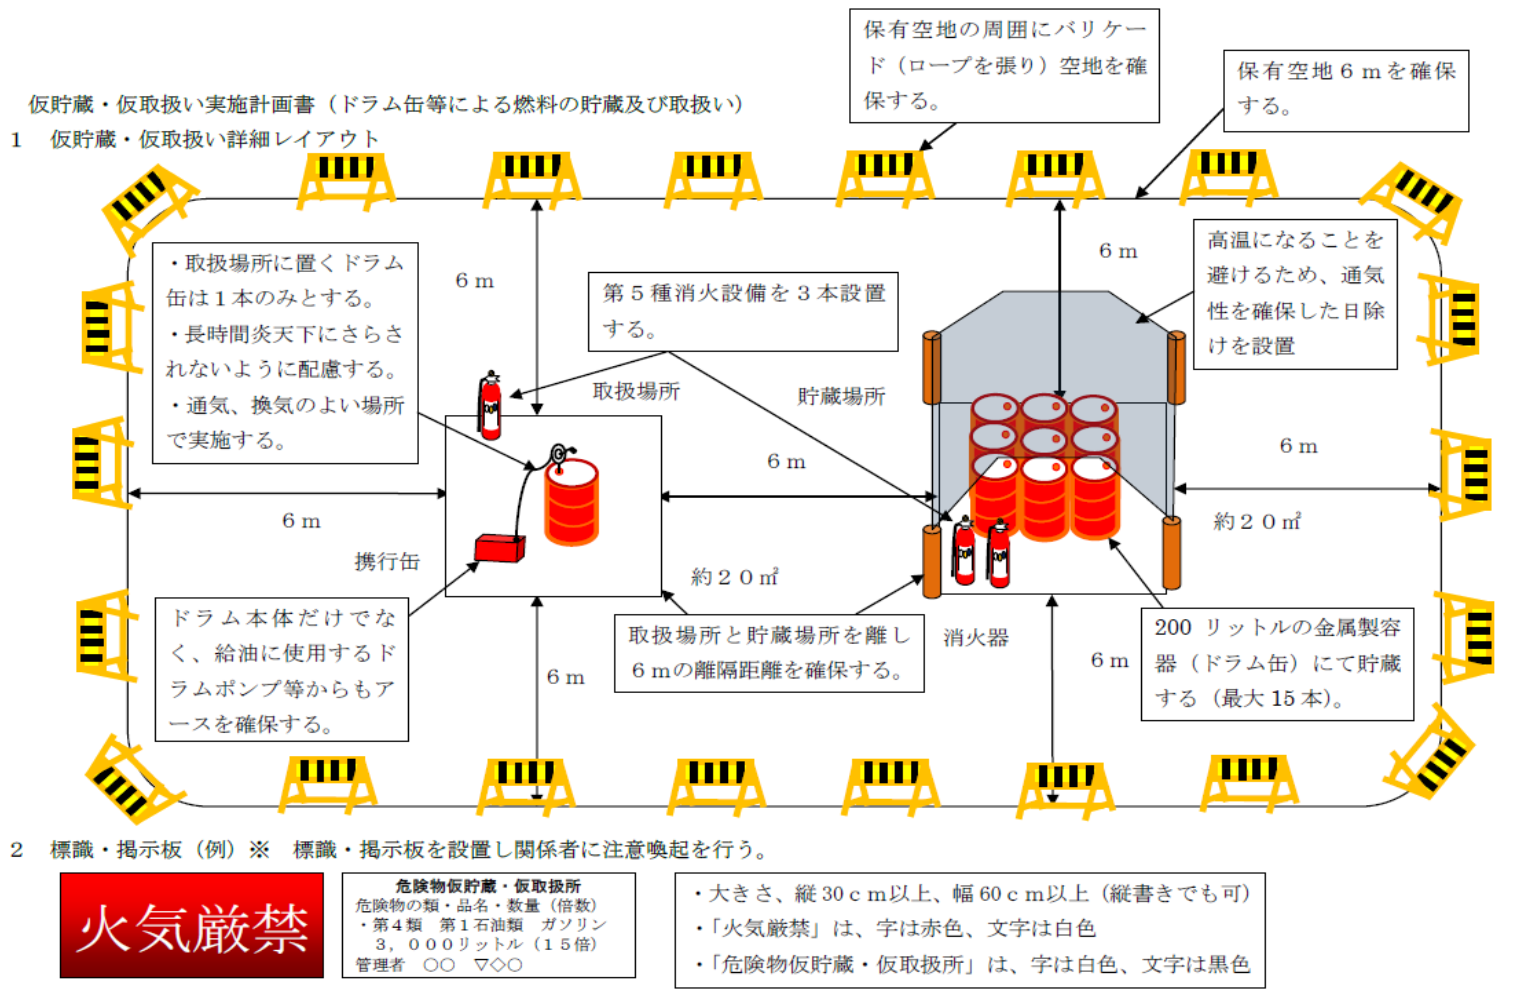 保有空地の周囲にバリケー
ド（ロープを張り）空地を確
保する。
保有空地６ｍを確保
する。
仮貯蔵・仮取扱い実施計画書（ドラム缶等による燃料の貯蔵及び取扱い）
１　仮貯蔵・仮取扱い詳細レイアウト
・取扱場所に置くドラム
缶は１本のみとする。
・長時間炎天下にさらさ
れないように配慮する。
・通気、換気のよい場所
で実施する。
６ｍ
第５種消火設備を３本設置
する。
６ｍ
高温になることを
避けるため、通気
性を確保した日除
けを設置
取扱場所
貯蔵場所
６ｍ
６ｍ
６ｍ
約２０㎡
携行缶
約２０㎡
ドラム本体だけでな
く、給油に使用するド
ラムポンプ等からもア
ースを確保する。
６ｍ
取扱場所と貯蔵場所を離し
６ｍの離隔距離を確保する。
消火器
６ｍ
200 リットルの金属製容
器（ドラム缶）にて貯蔵
する（最大 15 本）。
２　標識・掲示板（例）※　標識・掲示板を設置し関係者に注意喚起を行う。
火気厳禁
危険物仮貯蔵・仮取扱所
危険物の類・品名・数量（倍数）
・第４類　第１石油類　ガソリン
３，０００リットル（１５倍）
管理者　○○　▽◇○
・大きさ、縦 30ｃｍ以上、幅 60ｃｍ以上（縦書きでも可）
・「火気厳禁」は、字は赤色、文字は白色
・「危険物仮貯蔵・仮取扱所」は、字は白色、文字は黒色